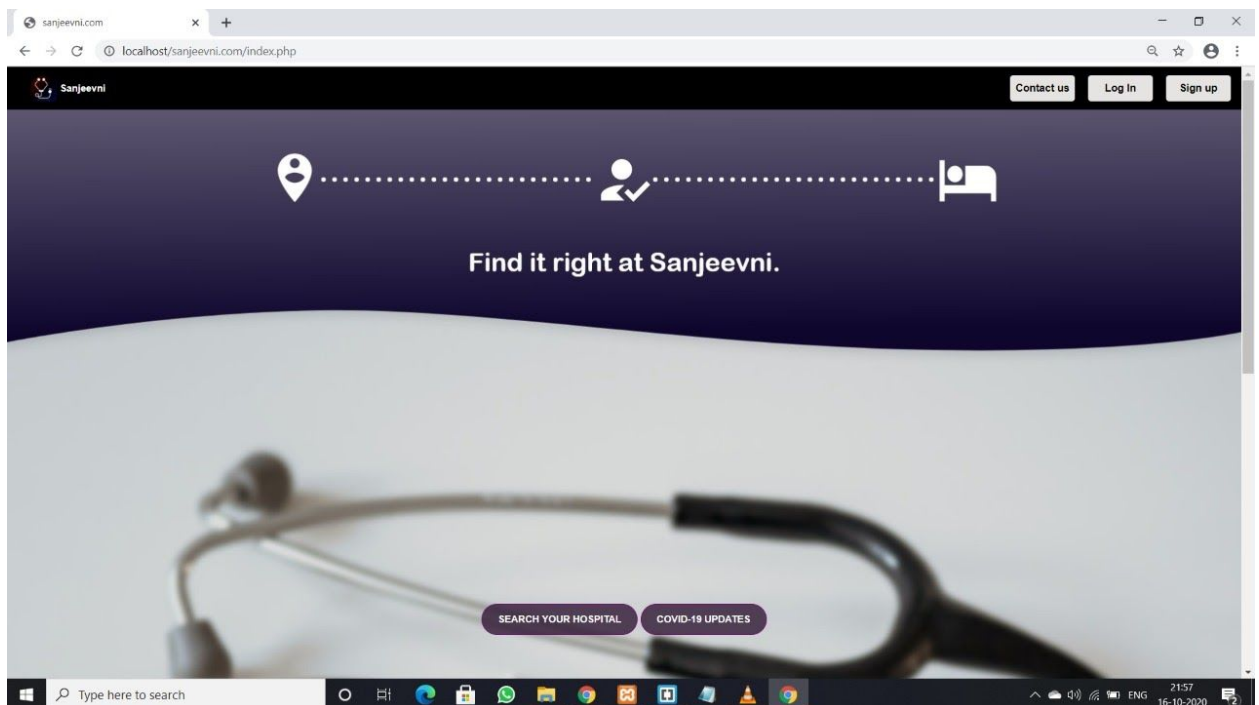 sanjeevni.com
localhost/sanjeevni.com/index.php
Sanjeevni
Contact us
Log In
Sign up
Find it right at Sanjeevni.
SEARCH YOUR HOSPITAL
COVID-19 UPDATES
Type here to search
ENG
21:57
16-10-2020
2